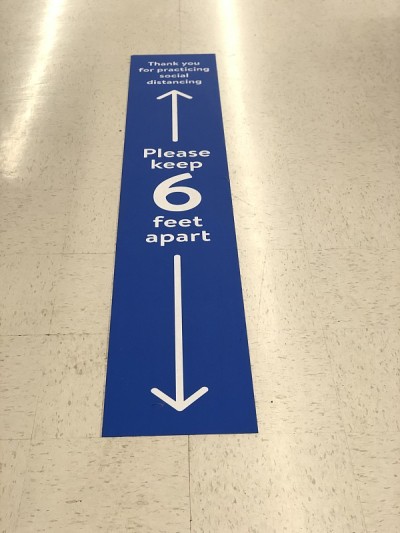 Thank you
for practicing
social
distancing
Please
keep
6
feet
apart